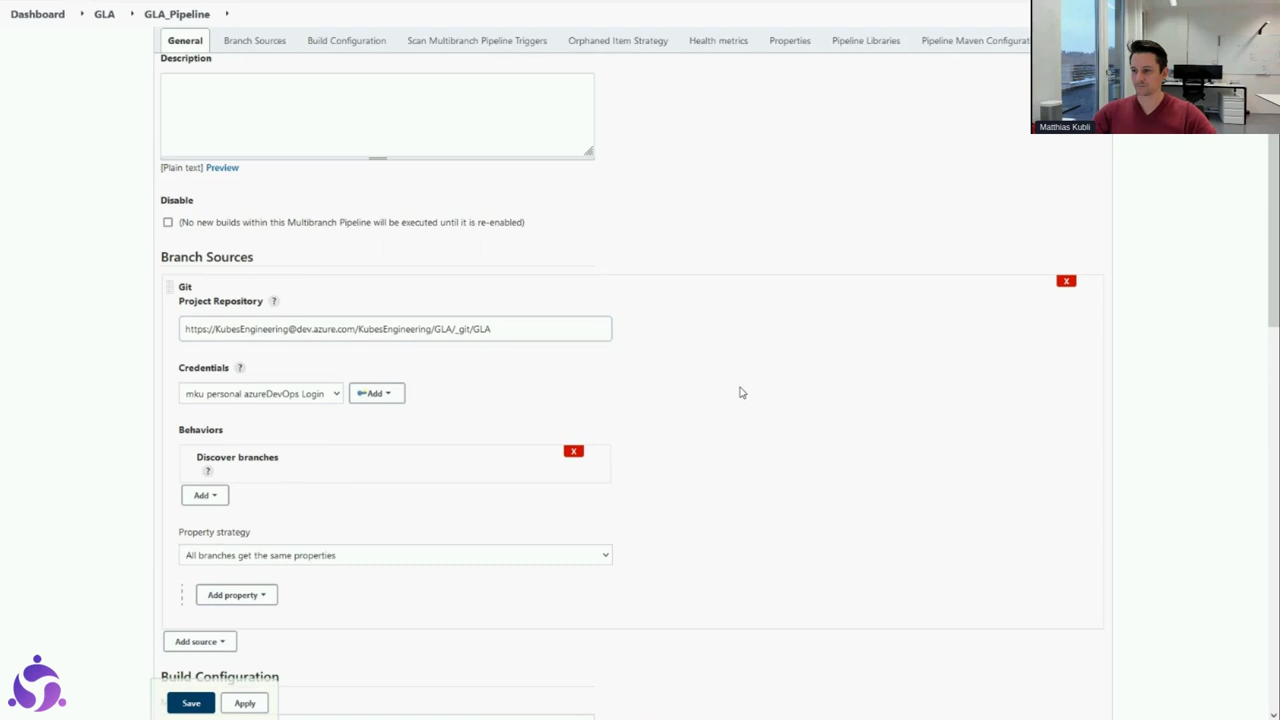 Dashboard GLA GLA_Pipeline
General Branch Sources Build Configuration Scan Multibranch Pipeline Triggers Orphaned Item Strategy Health metrics Properties Pipeline Libraries Pipeline Maven Configurat
Matthias Kubli
Description
[Plain text] Preview
Disable
(No new builds within this Multibranch Pipeline will be executed until it is re-enabled)
Branch Sources
X
Git
Project Repository ?
https://KubesEngineering@dev.azure.com/KubesEngineering/GLA/_git/GLA
Credentials ?
mku personal azureDevOps Login Add
Behaviors
Discover branches X
?
Add
Property strategy
All branches get the same properties
Add property
Add source
Build Configuration
Save Apply